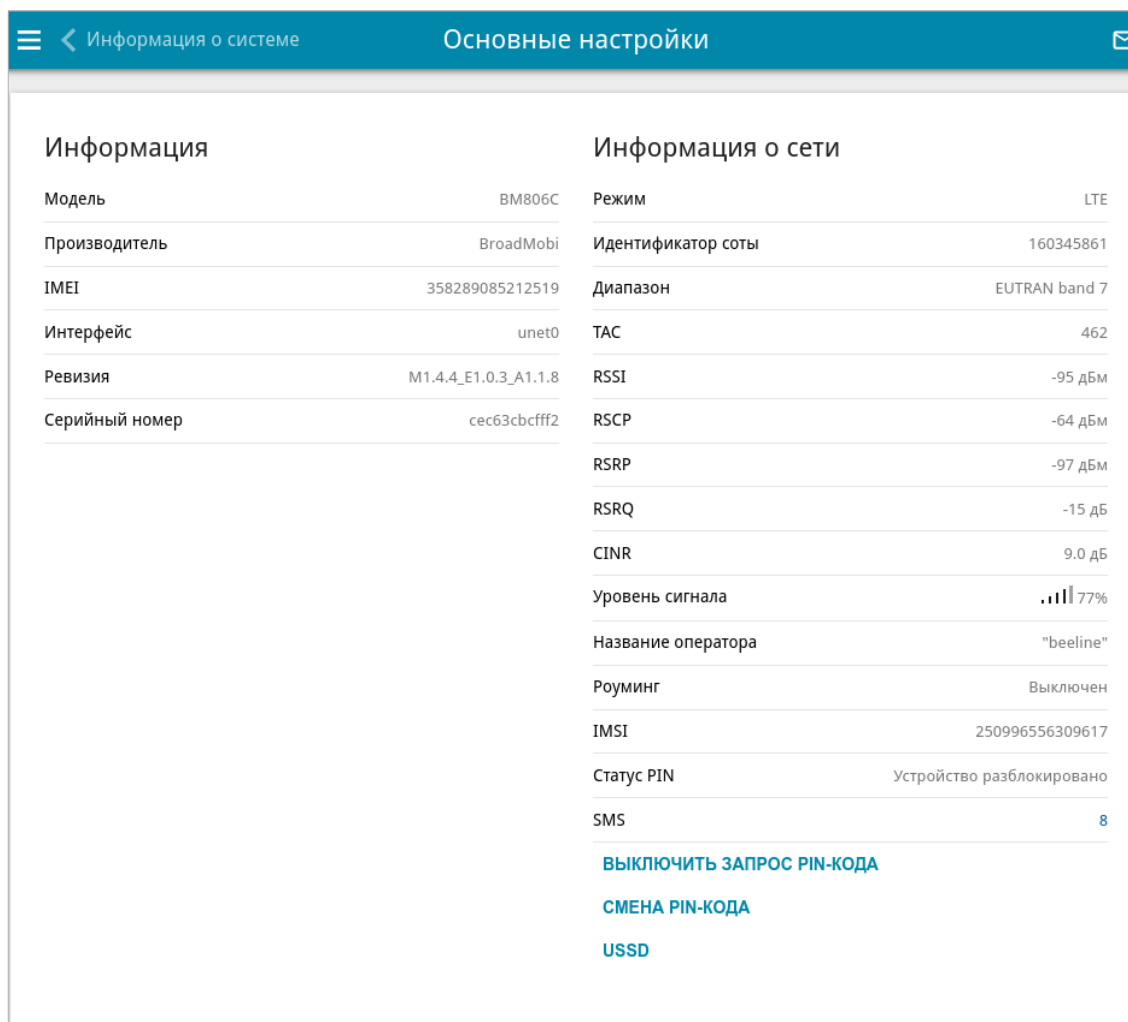 Информация о системе
Основные настройки
Информация
Модель BM806C
Производитель BroadMobi
IMEI 358289085212519
Интерфейс unet0
Ревизия M1.4.4_E1.0.3_A1.1.8
Серийный номер cec63cbcfff2
Информация о сети
Режим LTE
Идентификатор соты 160345861
Диапазон EUTRAN band 7
TAC 462
RSSI -95 дБм
RSCP -64 дБм
RSRP -97 дБм
RSRQ -15 дБ
CINR 9.0 дБ
Уровень сигнала 77%
Название оператора "beeline"
Роуминг Выключен
IMSI 250996556309617
Статус PIN Устройство разблокировано
SMS 8
ВЫКЛЮЧИТЬ ЗАПРОС PIN-КОДА
СМЕНА PIN-КОДА
USSD